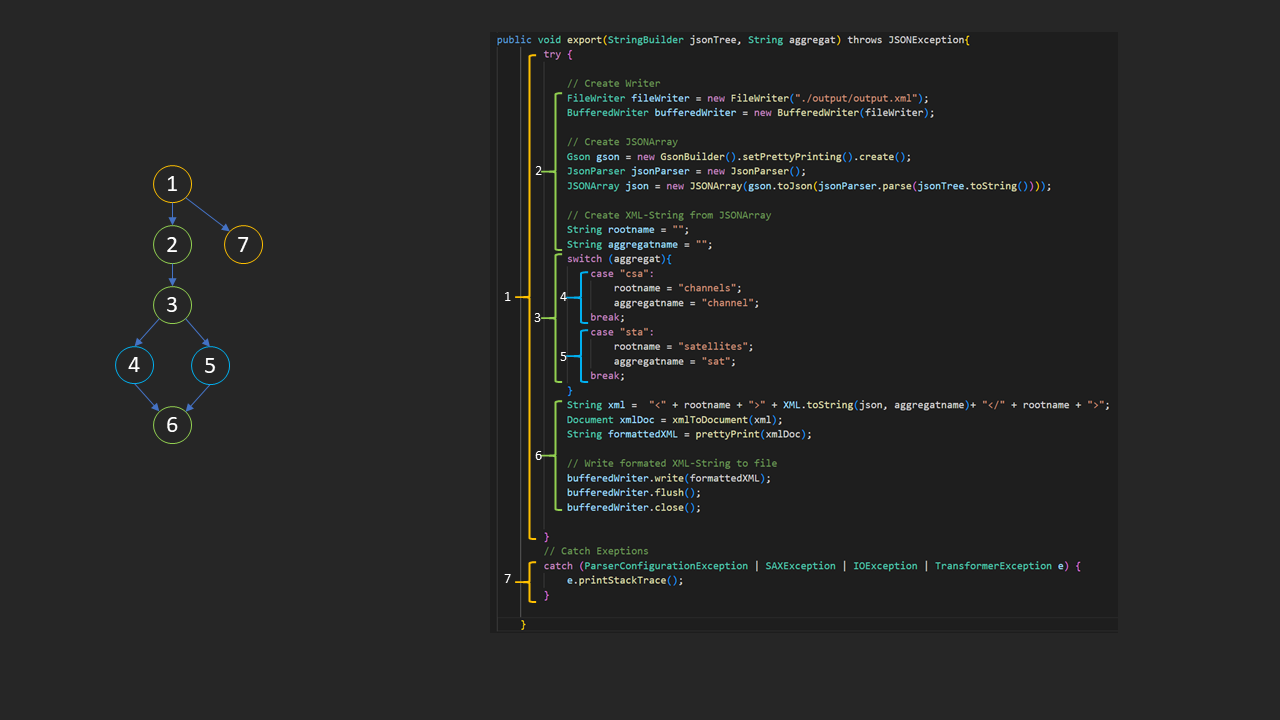 1
2
7
3
4
5
6
public void export(StringBuilder jsonTree, String aggregat) throws JSONException{
try {
// Create Writer
FileWriter fileWriter = new FileWriter("./output/output.xml");
BufferedWriter bufferedWriter = new BufferedWriter(fileWriter);
// Create JSONArray
Gson gson = new GsonBuilder().setPrettyPrinting().create();
2
JsonParser jsonParser = new JsonParser();
JSONArray json = new JSONArray(gson.toJson(jsonParser.parse(jsonTree.toString())));
// Create XML-String from JSONArray
String rootname = "";
String aggregatname = "";
switch (aggregat){
case "csa":
rootname = "channels";
1
4
aggregatname = "channel";
3
break;
case "sta":
rootname = "satellites";
5
aggregatname = "sat";
break;
}
String xml =  "<" + rootname + ">" + XML.toString(json, aggregatname)+ "</" + rootname + ">";
Document xmlDoc = xmlToDocument(xml);
String formattedXML = prettyPrint(xmlDoc);
6
// Write formated XML-String to file
bufferedWriter.write(formattedXML);
bufferedWriter.flush();
bufferedWriter.close();
}
// Catch Exeptions
catch (ParserConfigurationException | SAXException | IOException | TransformerException e) {
7
e.printStackTrace();
}
}